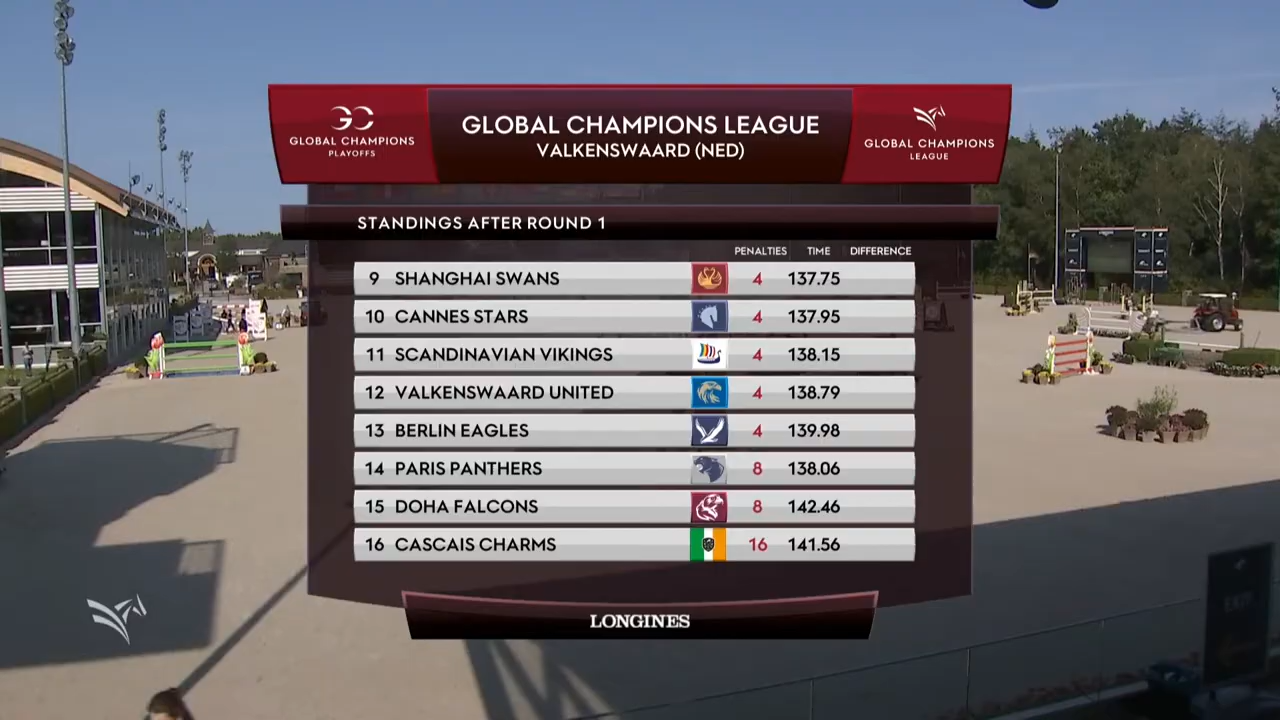 GLOBAL CHAMPIONS
PLAYOFFS
GLOBAL CHAMPIONS LEAGUE
VALKENSWAARD (NED)
GLOBAL CHAMPIONS
LEAGUE
STANDINGS AFTER ROUND 1
PENALTIES TIME DIFFERENCE
9 SHANGHAI SWANS 4 137.75
10 CANNES STARS 4 137.95
11 SCANDINAVIAN VIKINGS 4 138.15
12 VALKENSWAARD UNITED 4 138.79
13 BERLIN EAGLES 4 139.98
14 PARIS PANTHERS 8 138.06
15 DOHA FALCONS 8 142.46
16 CASCAIS CHARMS 16 141.56
LONGINES
EXIT